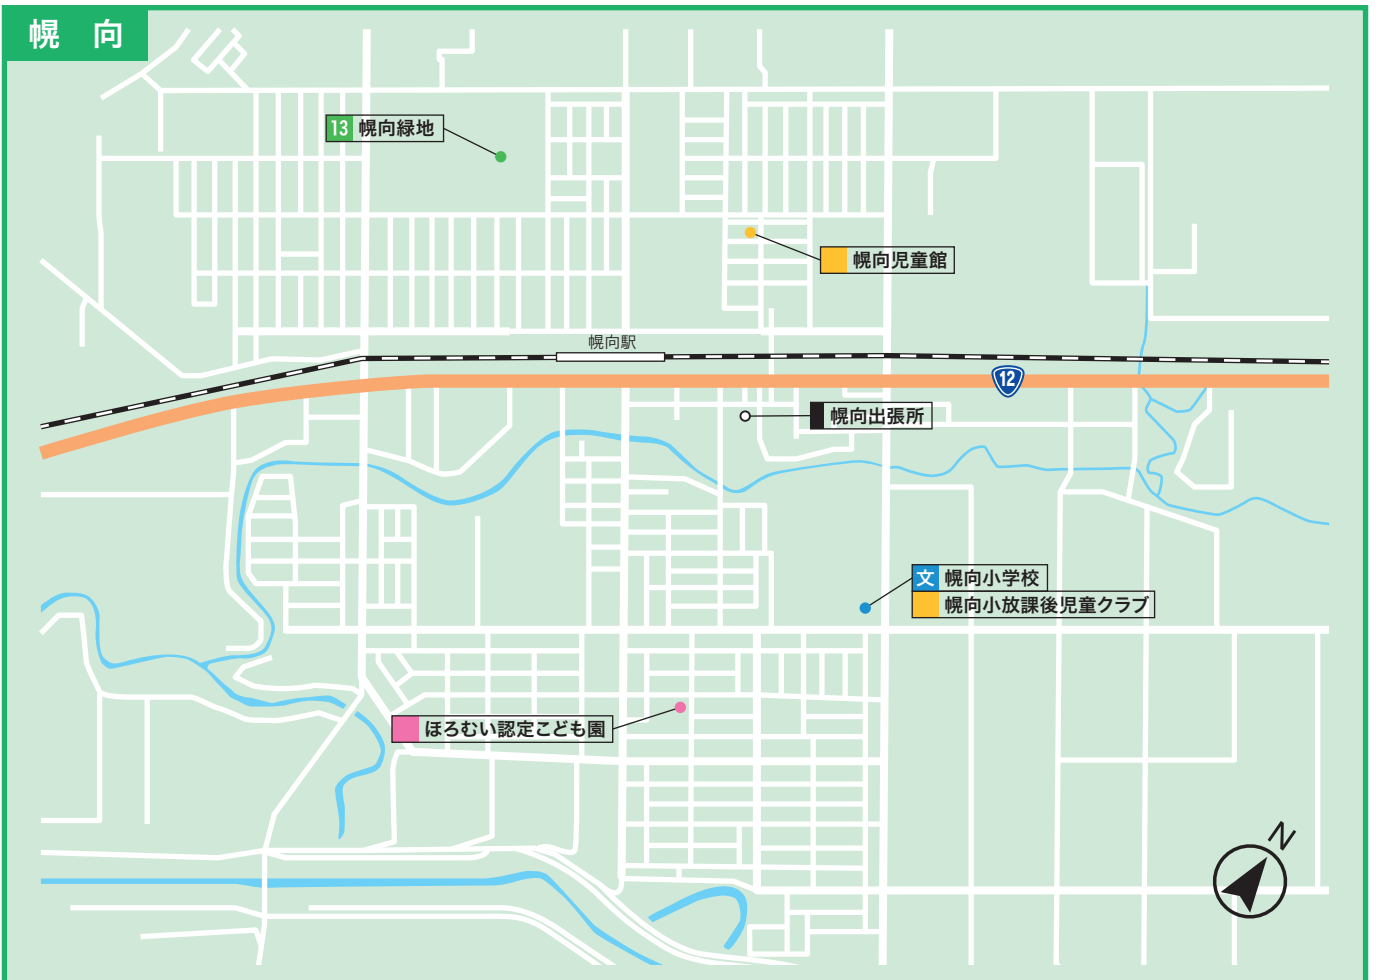 幌 向
13 幌向緑地
幌向児童館
幌向駅
12
幌向出張所
文 幌向小学校
幌向小放課後児童クラブ
ほろむい認定こども園
N